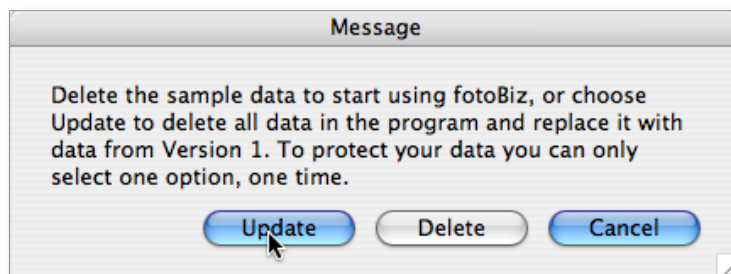 Message
Delete the sample data to start using fotoBiz, or choose
Update to delete all data in the program and replace it with
data from Version 1. To protect your data you can only
select one option, one time.
Update Delete Cancel